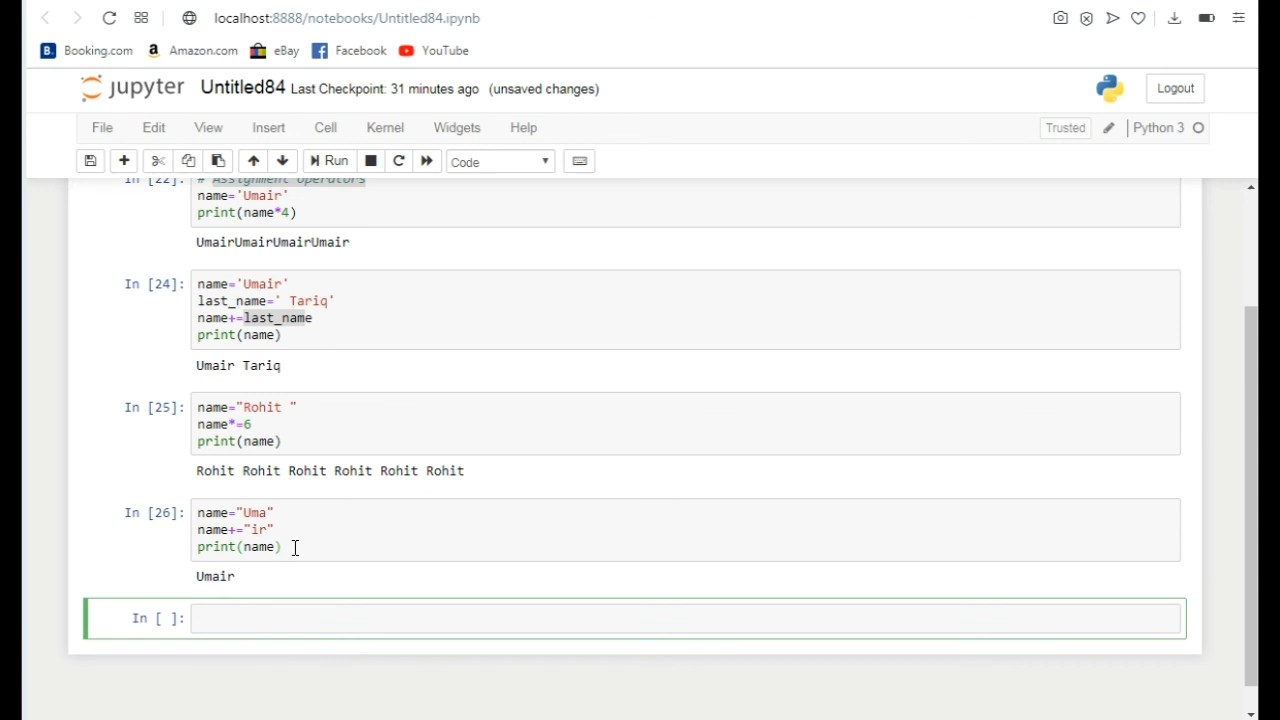 localhost:8888/notebooks/Untitled84.ipynb
B. Booking.com a Amazon.com eBay Facebook YouTube
jupyter Untitled84 Last Checkpoint: 31 minutes ago (unsaved changes) Logout
File Edit View Insert Cell Kernel Widgets Help Trusted Python 3
Run Code
In [22]: # Assignment Operators
name='Umair'
print(name*4)
UmairUmairUmairUmair
In [24]: name='Umair'
last_name=' Tariq'
name+=last_name
print(name)
Umair Tariq
In [25]: name="Rohit "
name*=6
print(name)
Rohit Rohit Rohit Rohit Rohit Rohit
In [26]: name="Uma"
name+="ir"
print(name)
Umair
In [ ]: